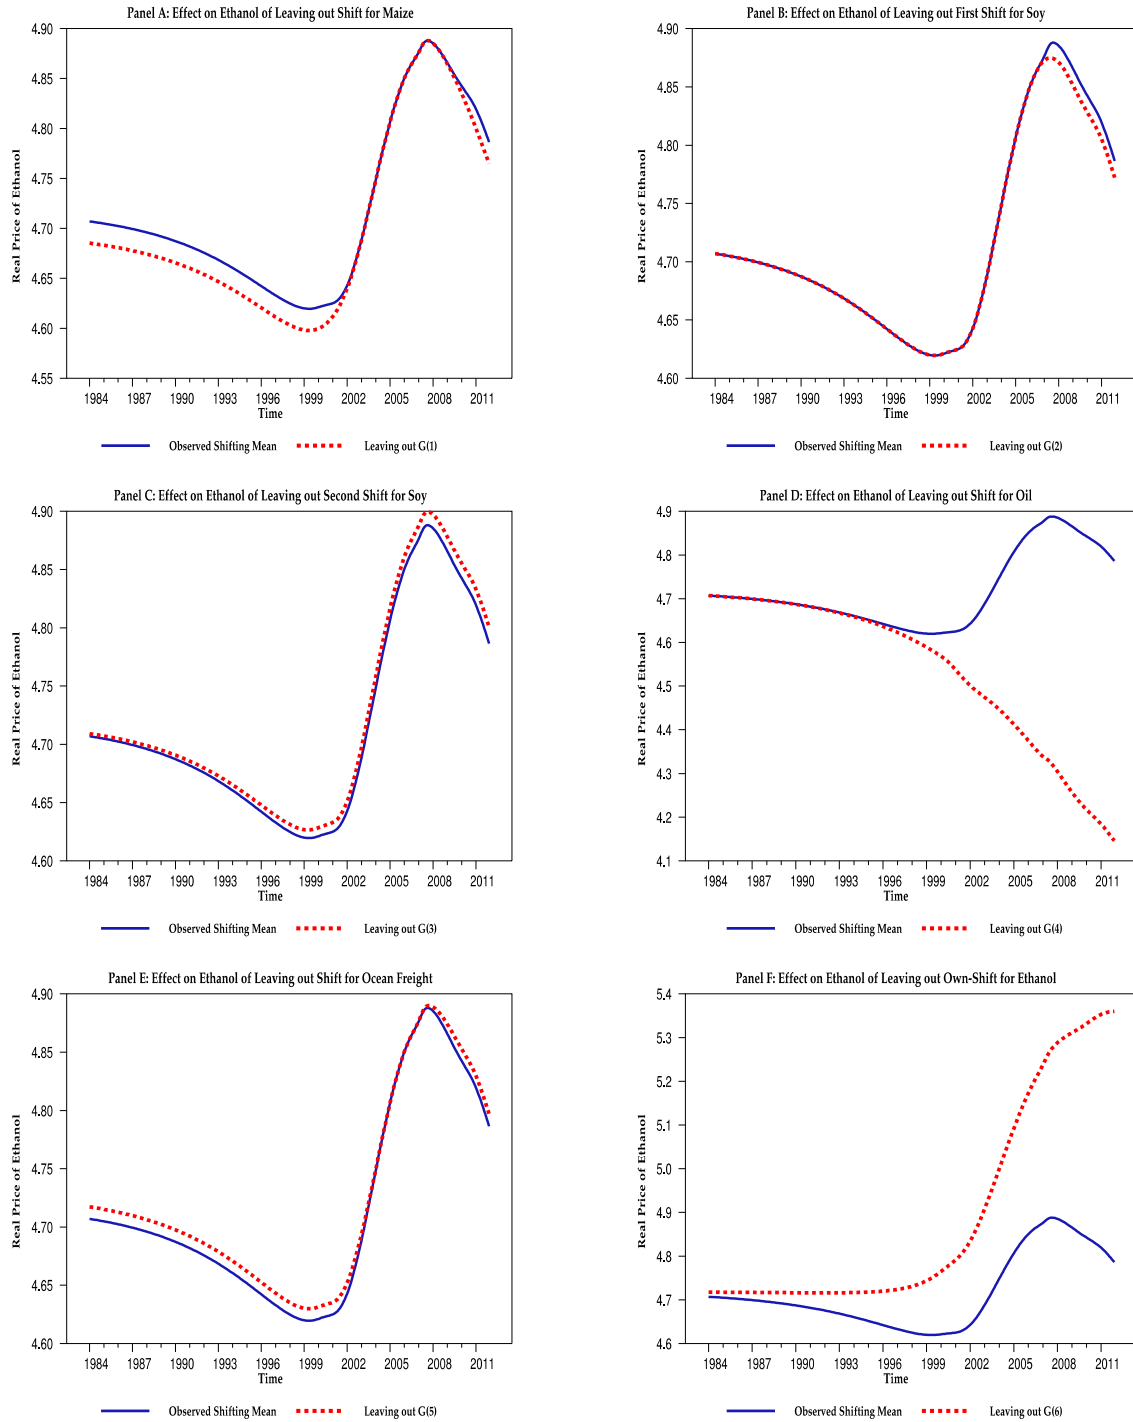 Panel A: Effect on Ethanol of Leaving out Shift for Maize
Real Price of Ethanol
4.90
4.85
4.80
4.75
4.70
4.65
4.60
4.55
1984 1987 1990 1993 1996 1999 2002 2005 2008 2011
Time
Observed Shifting Mean Leaving out G(1)
Panel B: Effect on Ethanol of Leaving out First Shift for Soy
Real Price of Ethanol
4.90
4.85
4.80
4.75
4.70
4.65
4.60
1984 1987 1990 1993 1996 1999 2002 2005 2008 2011
Time
Observed Shifting Mean Leaving out G(2)
Panel C: Effect on Ethanol of Leaving out Second Shift for Soy
Real Price of Ethanol
4.90
4.85
4.80
4.75
4.70
4.65
4.60
1984 1987 1990 1993 1996 1999 2002 2005 2008 2011
Time
Observed Shifting Mean Leaving out G(3)
Panel D: Effect on Ethanol of Leaving out Shift for Oil
Real Price of Ethanol
4.9
4.8
4.7
4.6
4.5
4.4
4.3
4.2
4.1
1984 1987 1990 1993 1996 1999 2002 2005 2008 2011
Time
Observed Shifting Mean Leaving out G(4)
Panel E: Effect on Ethanol of Leaving out Shift for Ocean Freight
Real Price of Ethanol
4.90
4.85
4.80
4.75
4.70
4.65
4.60
1984 1987 1990 1993 1996 1999 2002 2005 2008 2011
Time
Observed Shifting Mean Leaving out G(5)
Panel F: Effect on Ethanol of Leaving out Own-Shift for Ethanol
Real Price of Ethanol
5.4
5.3
5.2
5.1
5.0
4.9
4.8
4.7
4.6
1984 1987 1990 1993 1996 1999 2002 2005 2008 2011
Time
Observed Shifting Mean Leaving out G(6)